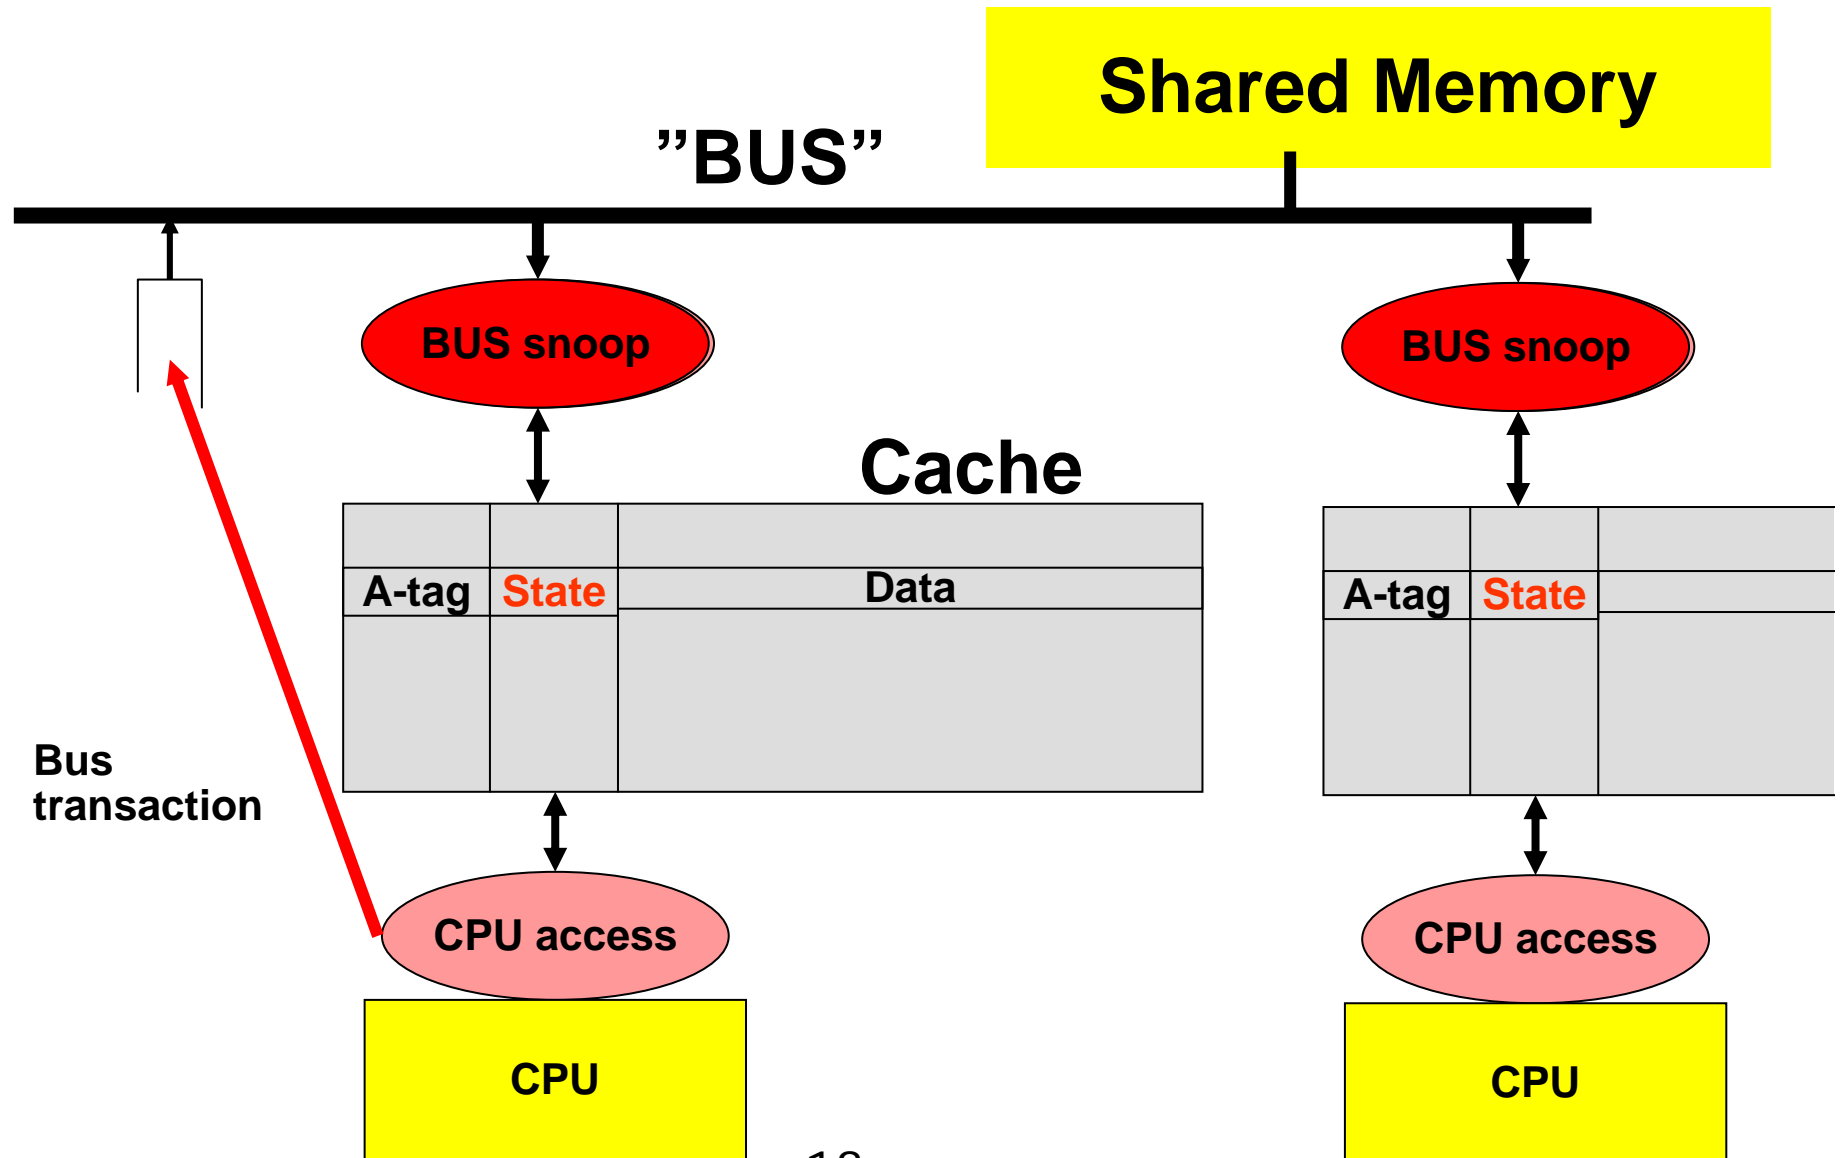 Shared Memory
”BUS”
BUS snoop
BUS snoop
Cache
A-tag State Data
A-tag State
Bus
transaction
CPU access
CPU access
CPU
CPU